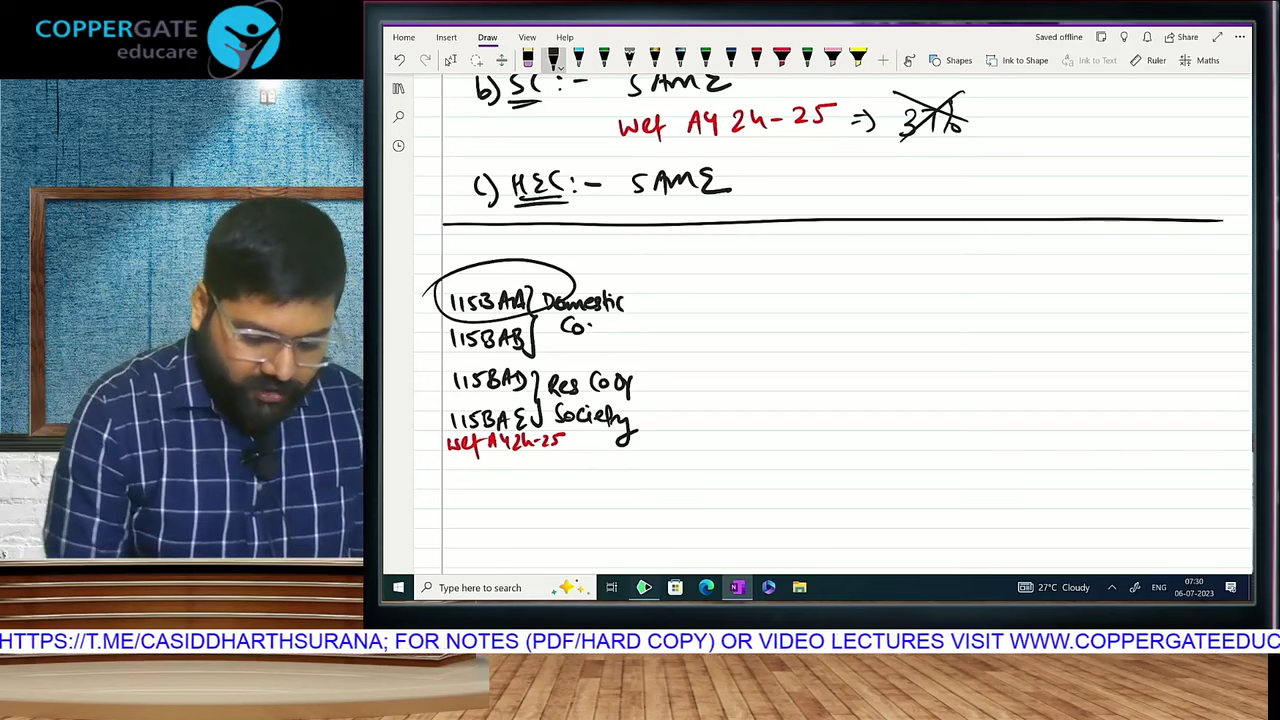 COPPERGATE
educare
Home Insert Draw View Help
Saved offline
Share
Shapes
Ink to Shape
Ink to Text
Ruler
Maths
b) SC :- SAME
wef AY 24-25 => 37%
c) HEC :- SAME
115BAA } Domestic
115BAB } Co.
115BAD } Res CoOp
115BAE } Society
wef AY 24-25
Type here to search
27°C Cloudy
ENG
07:30
06-07-2023
HTTPS://T.ME/CASIDDHARTHSURANA; FOR NOTES (PDF/HARD COPY) OR VIDEO LECTURES VISIT WWW.COPPERGATEEDUC